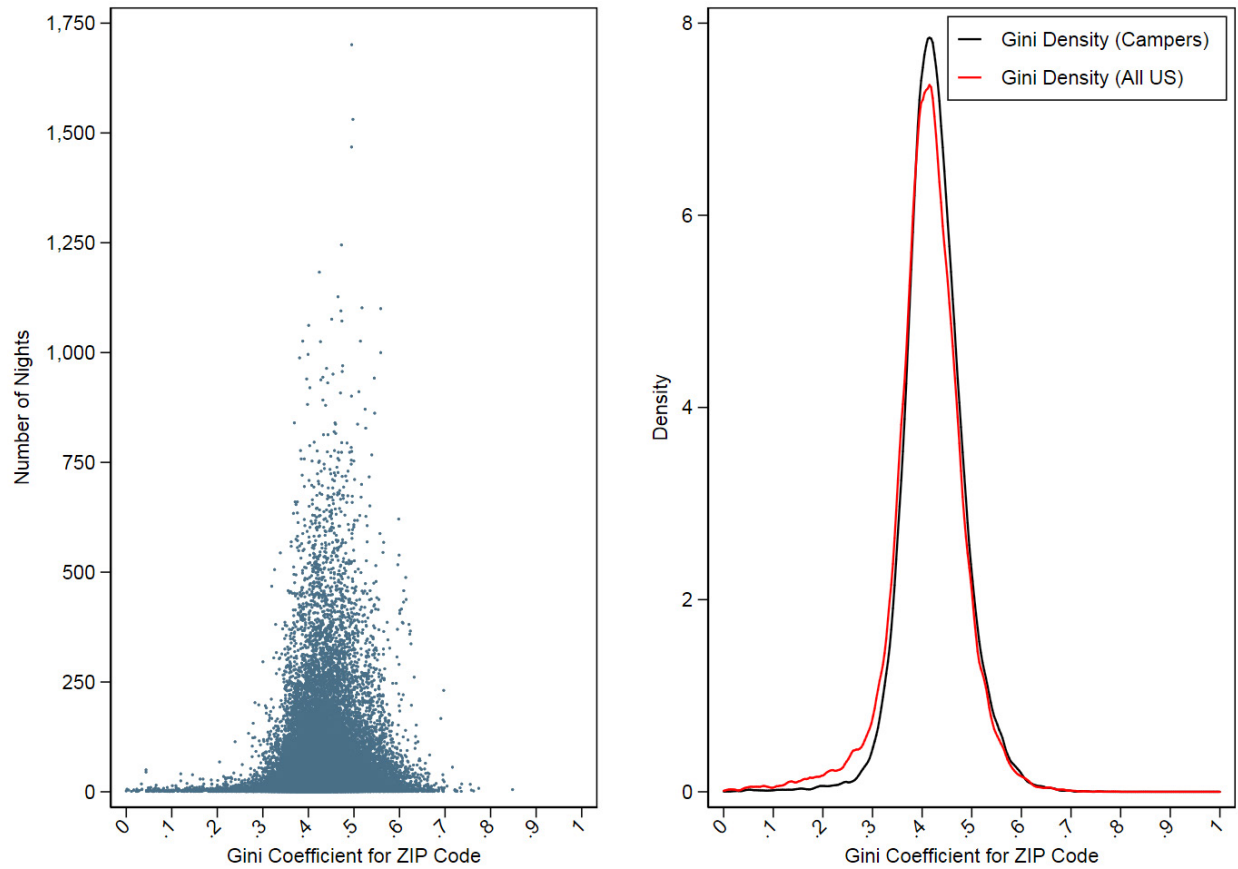 1,750
1,500
1,250
1,000
750
500
250
0
Number of Nights
0 .1 .2 .3 .4 .5 .6 .7 .8 .9 1
Gini Coefficient for ZIP Code
Gini Density (Campers)
Gini Density (All US)
8
6
4
2
0
Density
0 .1 .2 .3 .4 .5 .6 .7 .8 .9 1
Gini Coefficient for ZIP Code